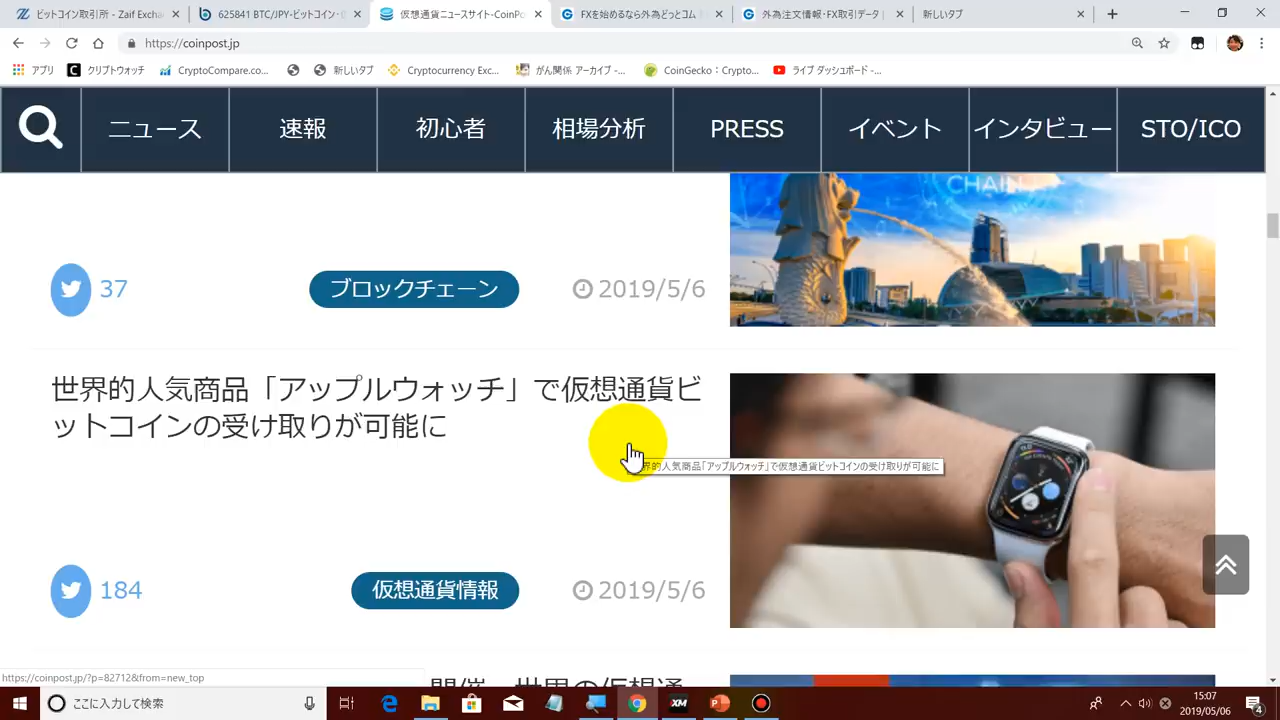 ビットコイン取引所 - Zaif Exchan
625841 BTC/JPY-ビットコイン・
仮想通貨ニュースサイト-CoinPo
FXを始めるなら外為どっとコム
外為注文情報・FX取引データ
新しいタブ
https://coinpost.jp
アプリ
クリプトウォッチ
CryptoCompare.co...
新しいタブ
Cryptocurrency Exc...
がん関係 アーカイブ -...
CoinGecko：Crypto...
ライブ ダッシュボード -...
ニュース
速報
初心者
相場分析
PRESS
イベント
インタビュー
STO/ICO
CHAIN
37
ブロックチェーン
2019/5/6
世界的人気商品「アップルウォッチ」で仮想通貨ビ
ットコインの受け取りが可能に
界的人気商品「アップルウォッチ」で仮想通貨ビットコインの受け取りが可能に
184
仮想通貨情報
2019/5/6
https://coinpost.jp/?p=82712&from=new_top
ここに入力して検索
XM
15:07
2019/05/06
4